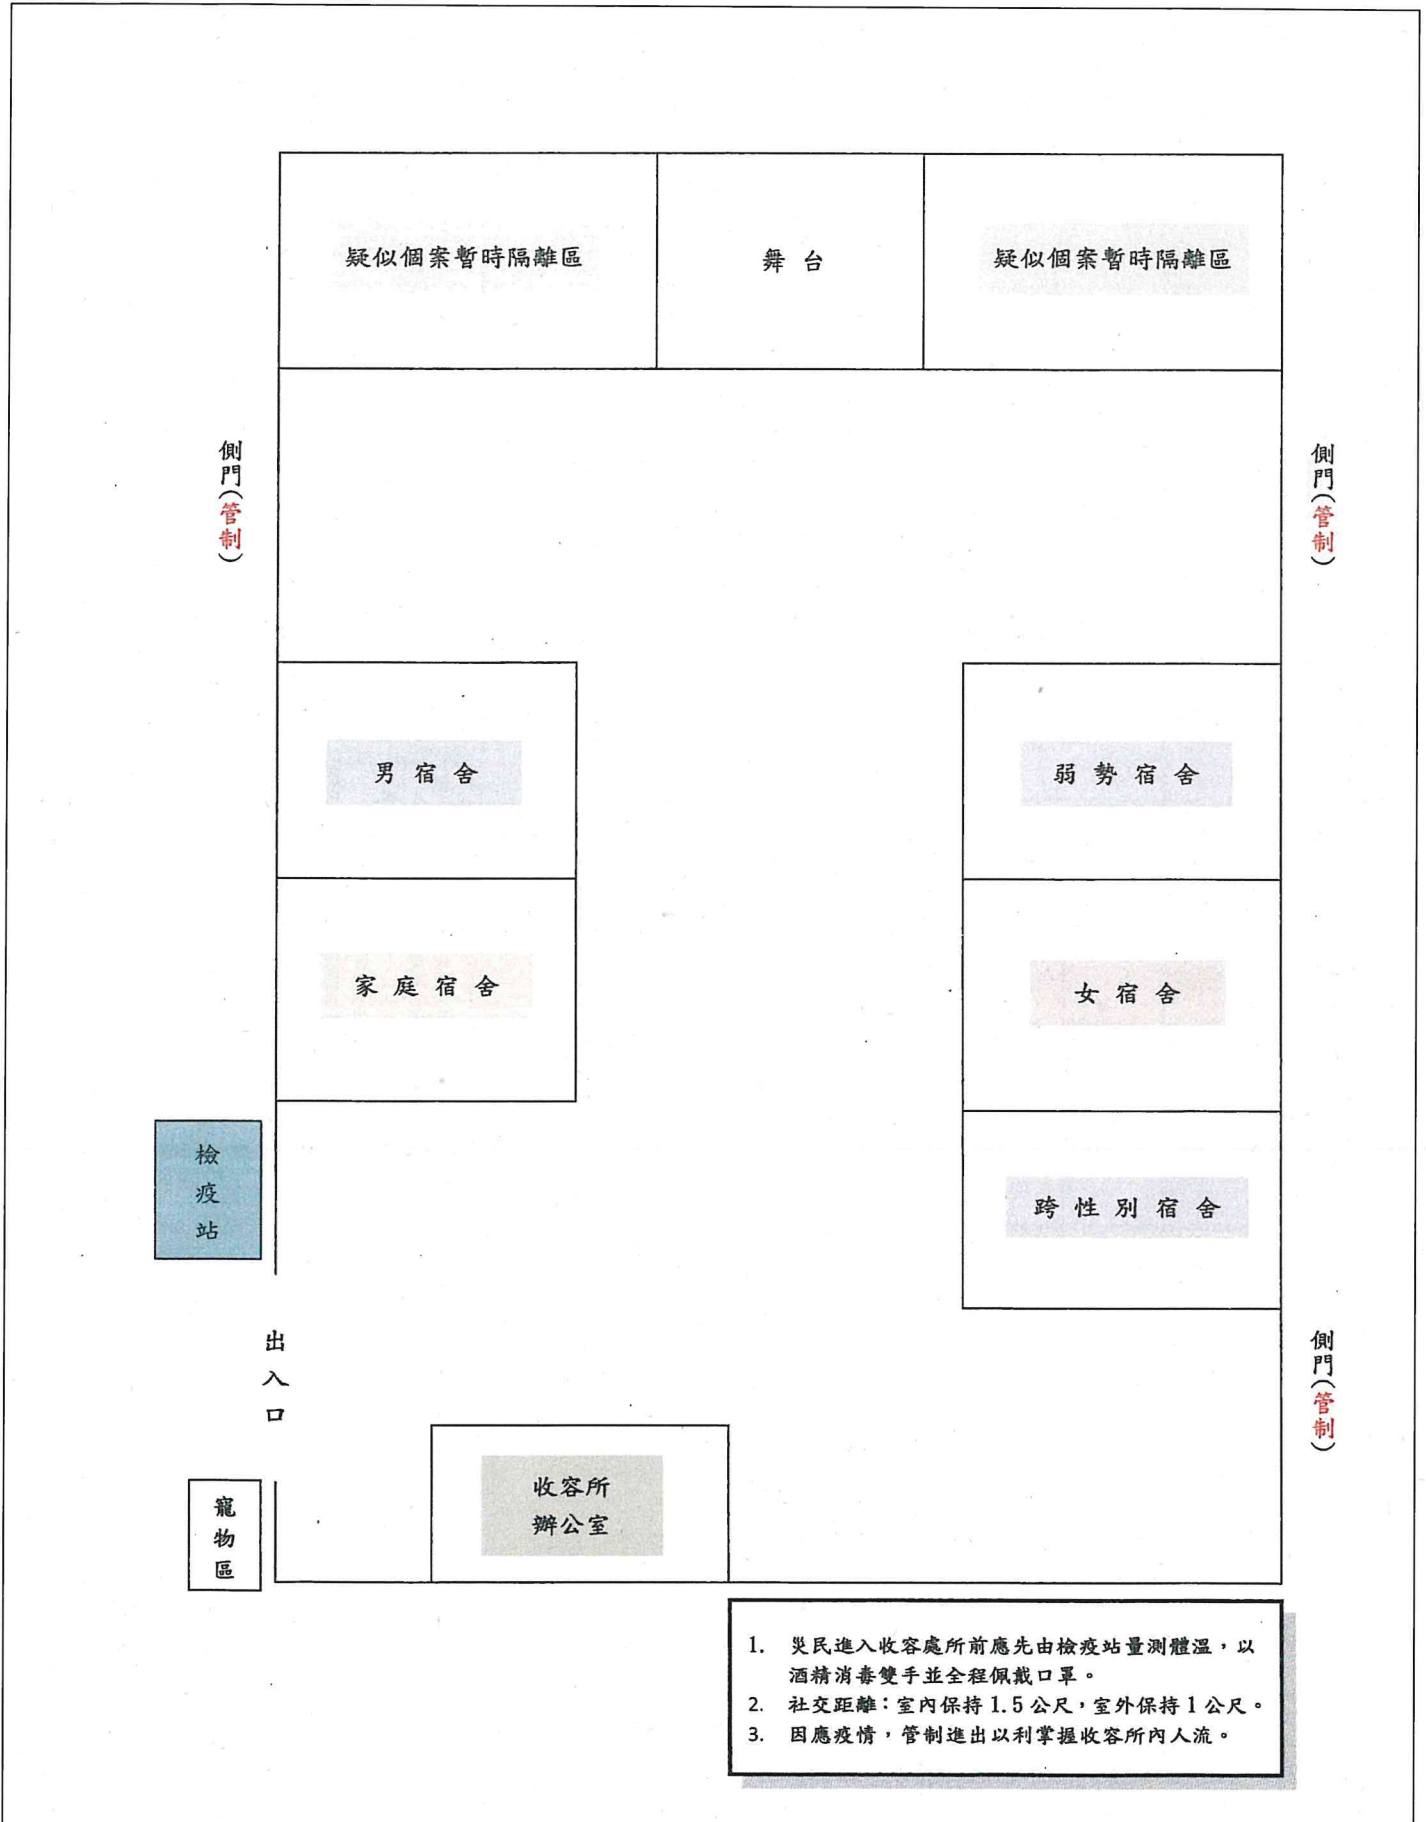 疑似個案暫時隔離區
舞台
疑似個案暫時隔離區
側門(管制)
側門(管制)
男宿舍
弱勢宿舍
家庭宿舍
女宿舍
檢疫站
跨性別宿舍
出入口
側門(管制)
收容所
辦公室
寵物區
1. 災民進入收容處所前應先由檢疫站量測體溫，以
酒精消毒雙手並全程佩戴口罩。
2. 社交距離：室內保持 1.5 公尺，室外保持 1 公尺。
3. 因應疫情，管制進出以利掌握收容所內人流。